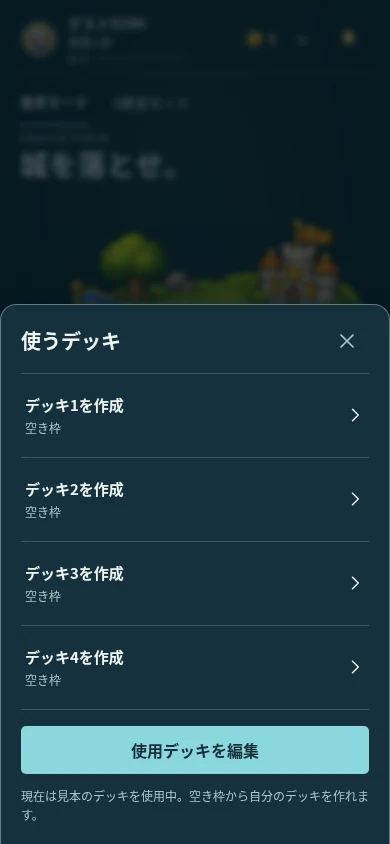 城を落とせ。
使うデッキ
デッキ1を作成
空き枠
デッキ2を作成
空き枠
デッキ3を作成
空き枠
デッキ4を作成
空き枠
使用デッキを編集
現在は見本のデッキを使用中。空き枠から自分のデッキを作れま
す。